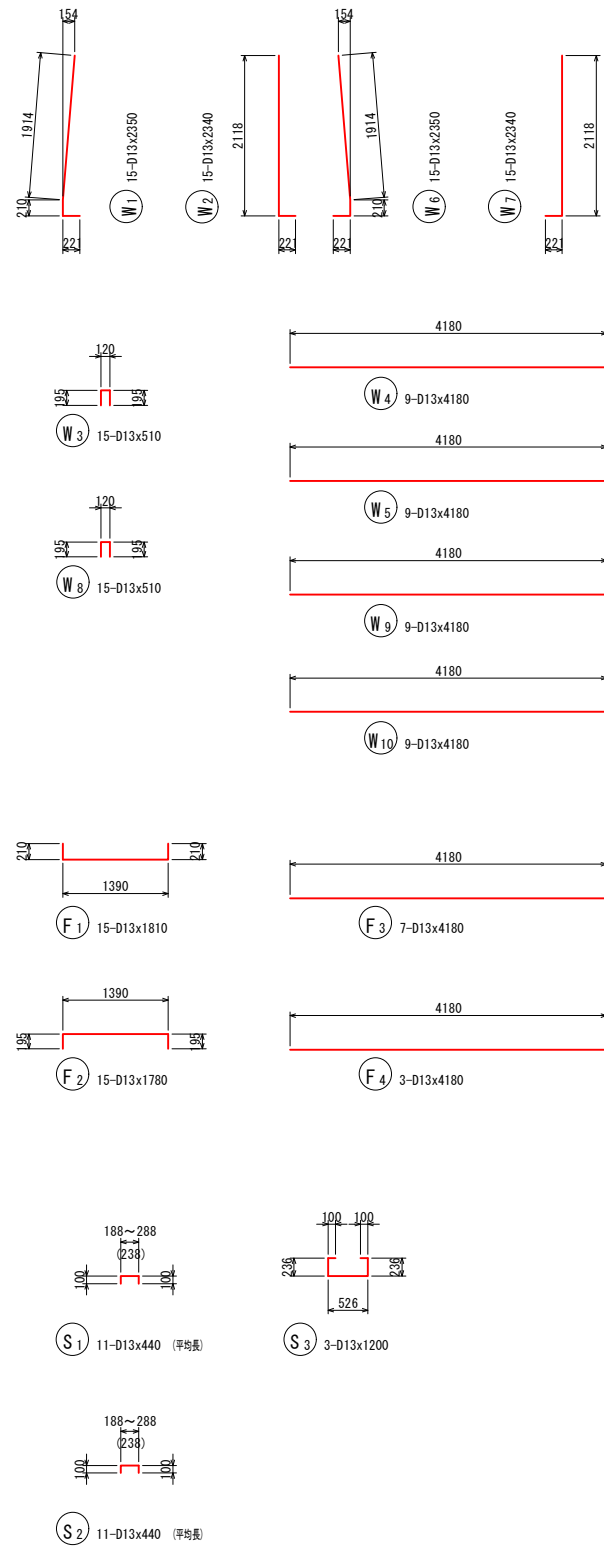 154
1914
210
221
W1 15-D13x2350
W2 15-D13x2340
2118
221
154
1914
210
221
W6 15-D13x2350
W7 15-D13x2340
2118
221
120
195 195
W3 15-D13x510
4180
W4 9-D13x4180
4180
W5 9-D13x4180
120
195 195
W8 15-D13x510
4180
W9 9-D13x4180
4180
W10 9-D13x4180
210 210
1390
F1 15-D13x1810
4180
F3 7-D13x4180
1390
195 195
F2 15-D13x1780
4180
F4 3-D13x4180
188～288
(238)
100 100
S1 11-D13x440 (平均長)
100 100
236 236
526
S3 3-D13x1200
188～288
(238)
100 100
S2 11-D13x440 (平均長)